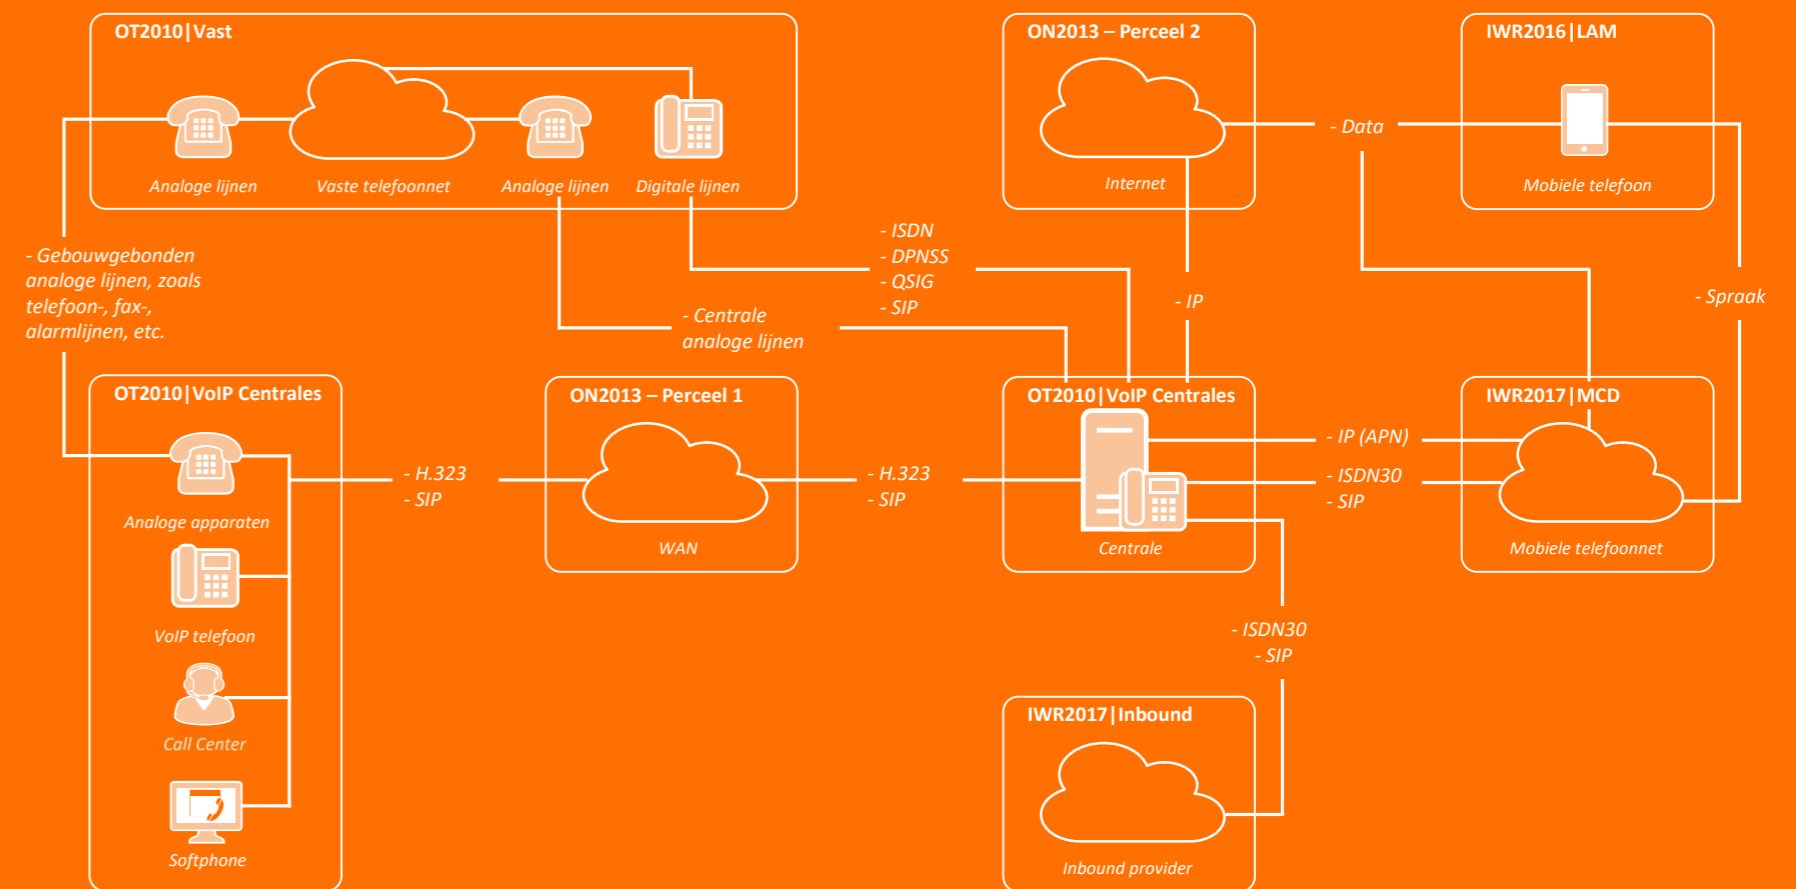 OT2010|Vast
ON2013 – Perceel 2
IWR2016|LAM
- Data
Analoge lijnen
Vaste telefoonnet
Analoge lijnen
Digitale lijnen
Internet
Mobiele telefoon
- Gebouwgebonden
analoge lijnen, zoals
telefoon-, fax-,
alarmlijnen, etc.
- ISDN
- DPNSS
- QSIG
- SIP
- Centrale
analoge lijnen
- IP
- Spraak
OT2010|VoIP Centrales
ON2013 – Perceel 1
OT2010|VoIP Centrales
IWR2017|MCD
- H.323
- SIP
- H.323
- SIP
- IP (APN)
- ISDN30
- SIP
Analoge apparaten
WAN
Centrale
Mobiele telefoonnet
VoIP telefoon
- ISDN30
- SIP
Call Center
IWR2017|Inbound
Softphone
Inbound provider